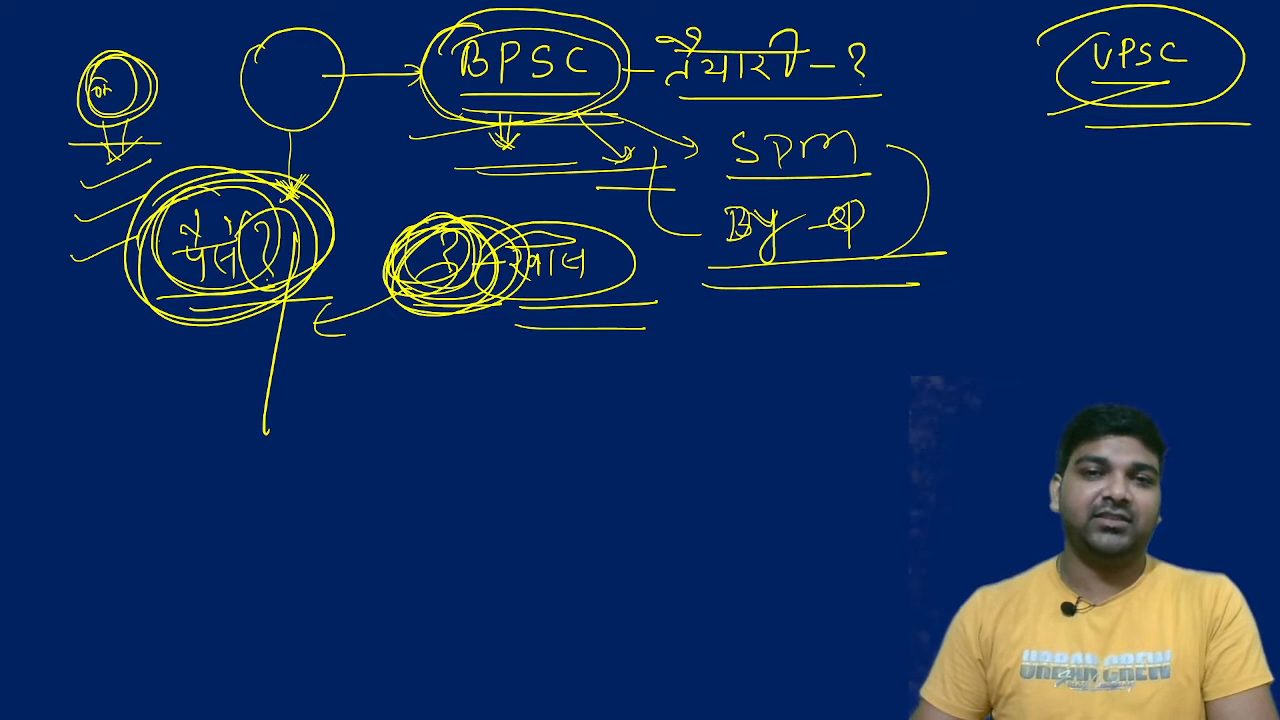 BPSC - तैयारी - ?
UPSC
SPM
By -
पैसे ?
? - साल
URBAN CREW